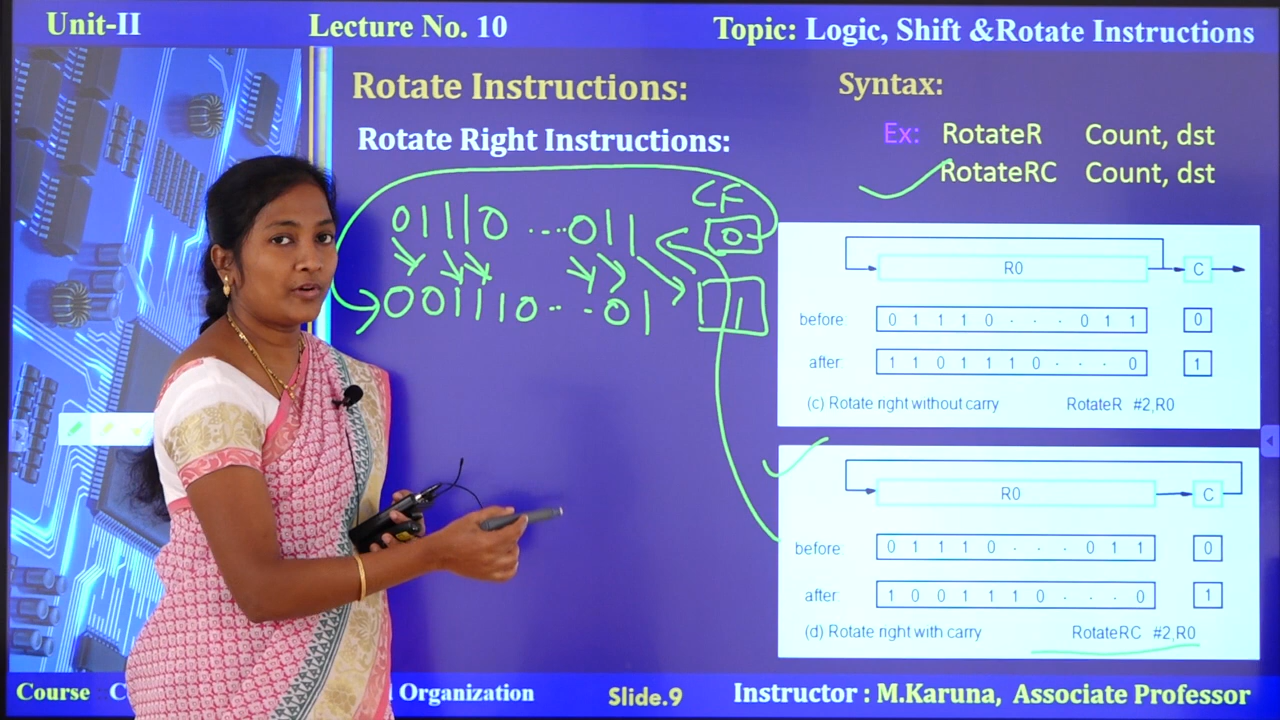 Unit-II Lecture No. 10 Topic: Logic, Shift &Rotate Instructions
Rotate Instructions:
Syntax:
Rotate Right Instructions:
Ex: RotateR Count, dst
RotateRC Count, dst
CF
01110 ---- 011 0
001110 -- - 01 1
R0 C
before 0 1 1 1 0 · · · 0 1 1 0
after: 1 1 0 1 1 1 0 · · · 0 1
(c) Rotate right without carry RotateR #2,R0
R0 C
before: 0 1 1 1 0 · · · 0 1 1 0
after: 1 0 0 1 1 1 0 · · · 0 1
(d) Rotate right with carry RotateRC #2,R0
Course C Organization Slide.9 Instructor : M.Karuna, Associate Professor